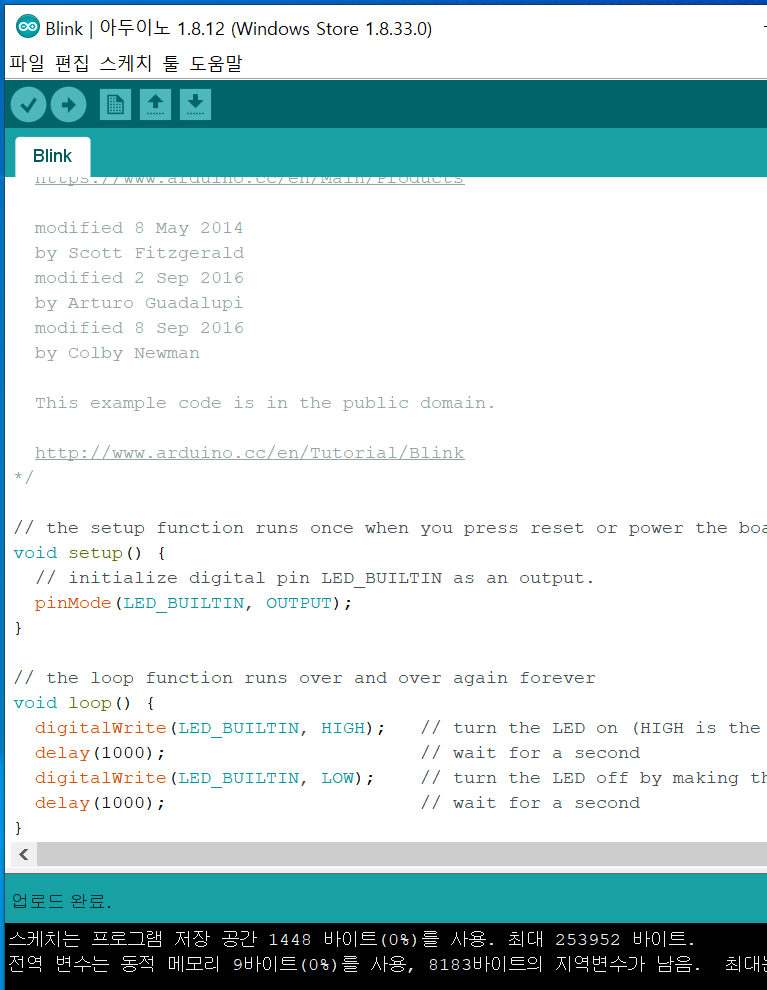 Blink | 아두이노 1.8.12 (Windows Store 1.8.33.0)
파일 편집 스케치 툴 도움말
Blink
https://www.arduino.cc/en/Main/Products
modified 8 May 2014
by Scott Fitzgerald
modified 2 Sep 2016
by Arturo Guadalupi
modified 8 Sep 2016
by Colby Newman
This example code is in the public domain.
http://www.arduino.cc/en/Tutorial/Blink
*/
// the setup function runs once when you press reset or power the boa
void setup() {
// initialize digital pin LED_BUILTIN as an output.
pinMode(LED_BUILTIN, OUTPUT);
}
// the loop function runs over and over again forever
void loop() {
digitalWrite(LED_BUILTIN, HIGH);   // turn the LED on (HIGH is the
delay(1000);                       // wait for a second
digitalWrite(LED_BUILTIN, LOW);    // turn the LED off by making th
delay(1000);                       // wait for a second
}
업로드 완료.
스케치는 프로그램 저장 공간 1448 바이트(0%)를 사용. 최대 253952 바이트.
전역 변수는 동적 메모리 9바이트(0%)를 사용, 8183바이트의 지역변수가 남음.  최대는